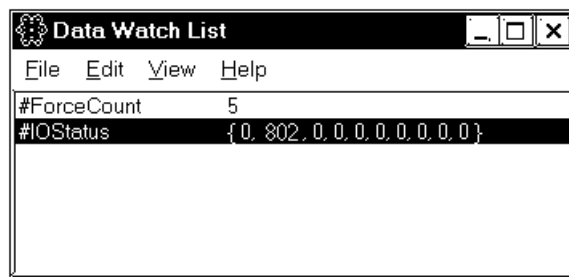 Data Watch List
File Edit View Help
#ForceCount 5
#IOStatus { 0, 802, 0, 0, 0, 0, 0, 0, 0, 0 }